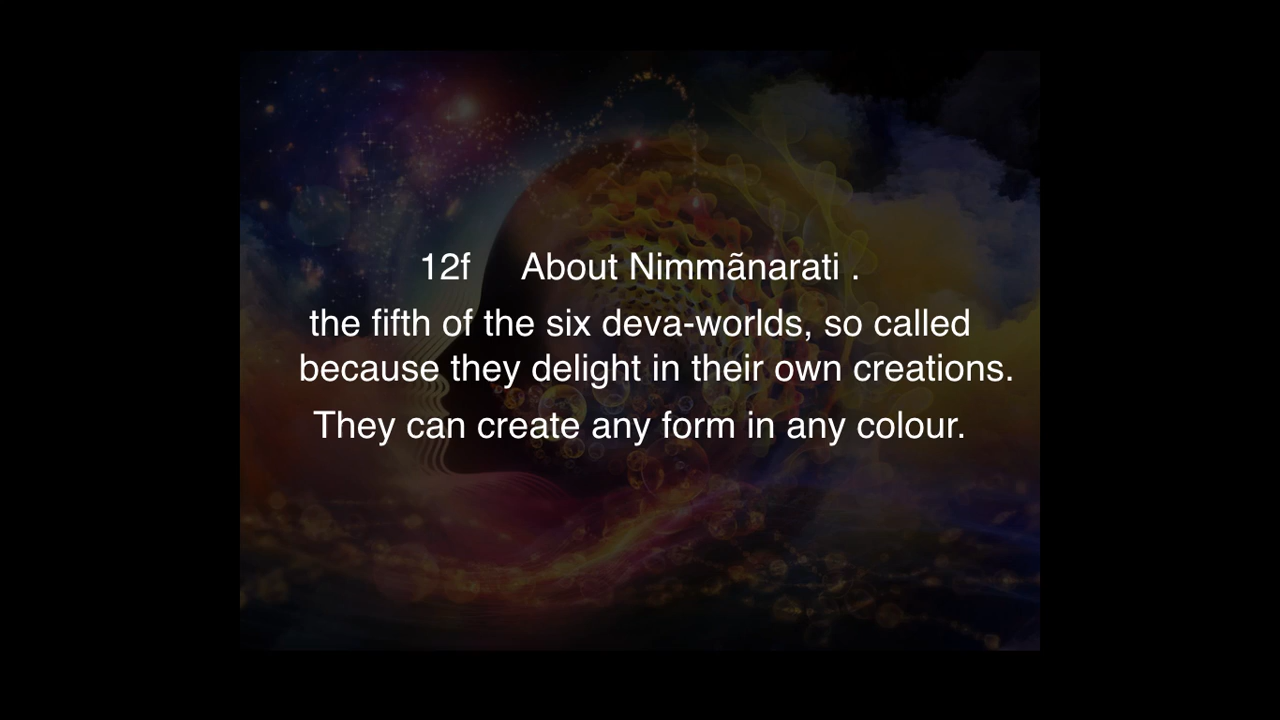 12f About Nimmãnarati .
the fifth of the six deva-worlds, so called
because they delight in their own creations.
They can create any form in any colour.